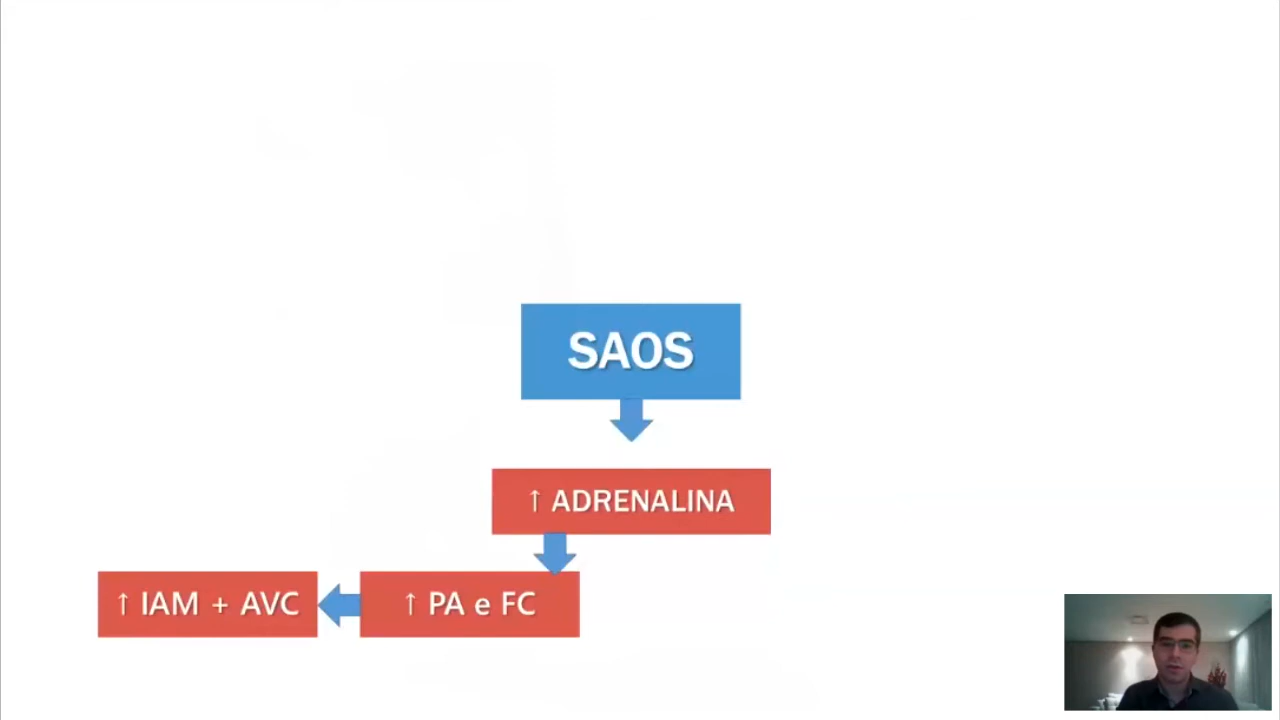 SAOS
↑ ADRENALINA
↑ IAM + AVC
↑ PA e FC